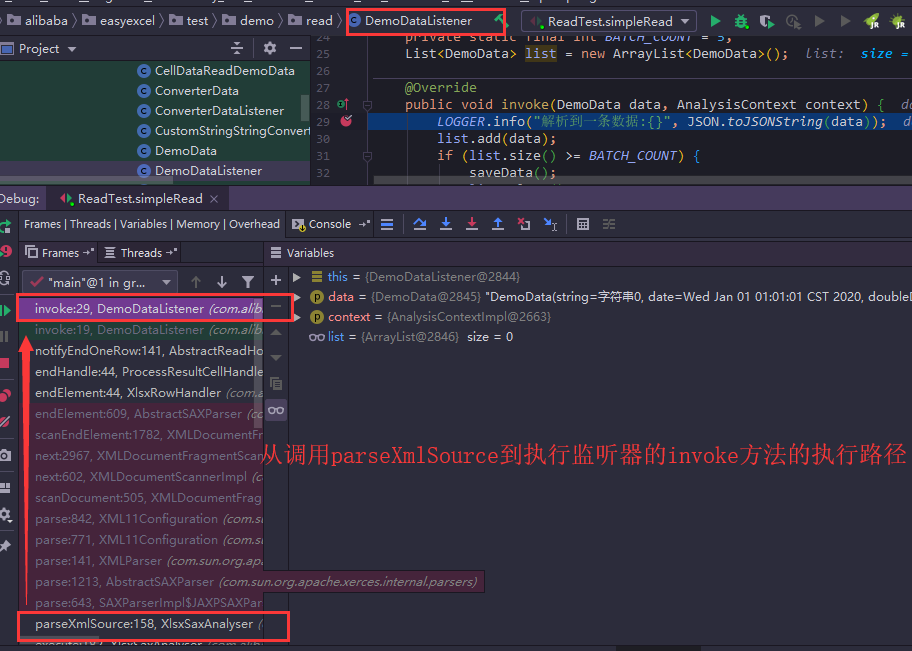 alibaba easyexcel test demo read DemoDataListener ReadTest.simpleRead
Project
CellDataReadDemoData
ConverterData
ConverterDataListener
CustomStringStringConver
DemoData
DemoDataListener
24 private static final int BATCH_COUNT = 5;
25 List<DemoData> list = new ArrayList<DemoData>(); list: size =
26
27 @Override
28 public void invoke(DemoData data, AnalysisContext context) { d
29 LOGGER.info("解析到一条数据:{}", JSON.toJSONString(data)); d
30 list.add(data);
31 if (list.size() >= BATCH_COUNT) {
32 saveData();
Debug: ReadTest.simpleRead
Frames | Threads | Variables | Memory | Overhead Console
Frames Threads Variables
"main"@1 in gr...
this = {DemoDataListener@2844}
data = {DemoData@2845} "DemoData(string=字符串0, date=Wed Jan 01 01:01:01 CST 2020, doubleD
context = {AnalysisContextImpl@2663}
list = {ArrayList@2846} size = 0
invoke:29, DemoDataListener (com.alib
invoke:19, DemoDataListener (com.alib
notifyEndOneRow:141, AbstractReadHo
endHandle:44, ProcessResultCellHandle
endElement:44, XlsxRowHandler (com.a
endElement:609, AbstractSAXParser (co
scanEndElement:1782, XMLDocumentFr
next:2967, XMLDocumentFragmentScan
next:602, XMLDocumentScannerImpl (c
scanDocument:505, XMLDocumentFrag
parse:842, XML11Configuration (com.su
parse:771, XML11Configuration (com.su
parse:141, XMLParser (com.sun.org.ap
parse:1213, AbstractSAXParser (com.sun.org.apache.xerces.internal.parsers)
parse:643, SAXParserImpl$JAXPSAXPar
parseXmlSource:158, XlsxSaxAnalyser (
从调用parseXmlSource到执行监听器的invoke方法的执行路径